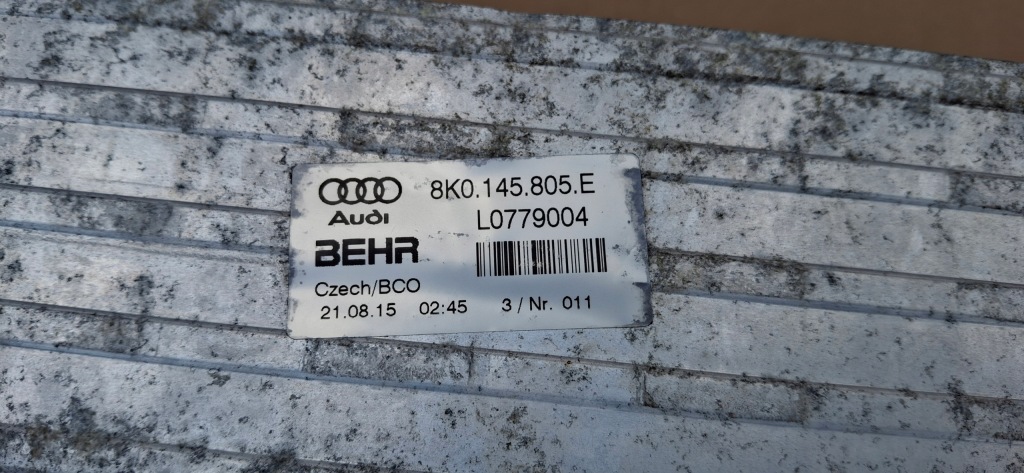 8K0.145.805.E
Audi
L0779004
BEHR
Czech/BCO
21.08.15 02:45 3 / Nr. 011